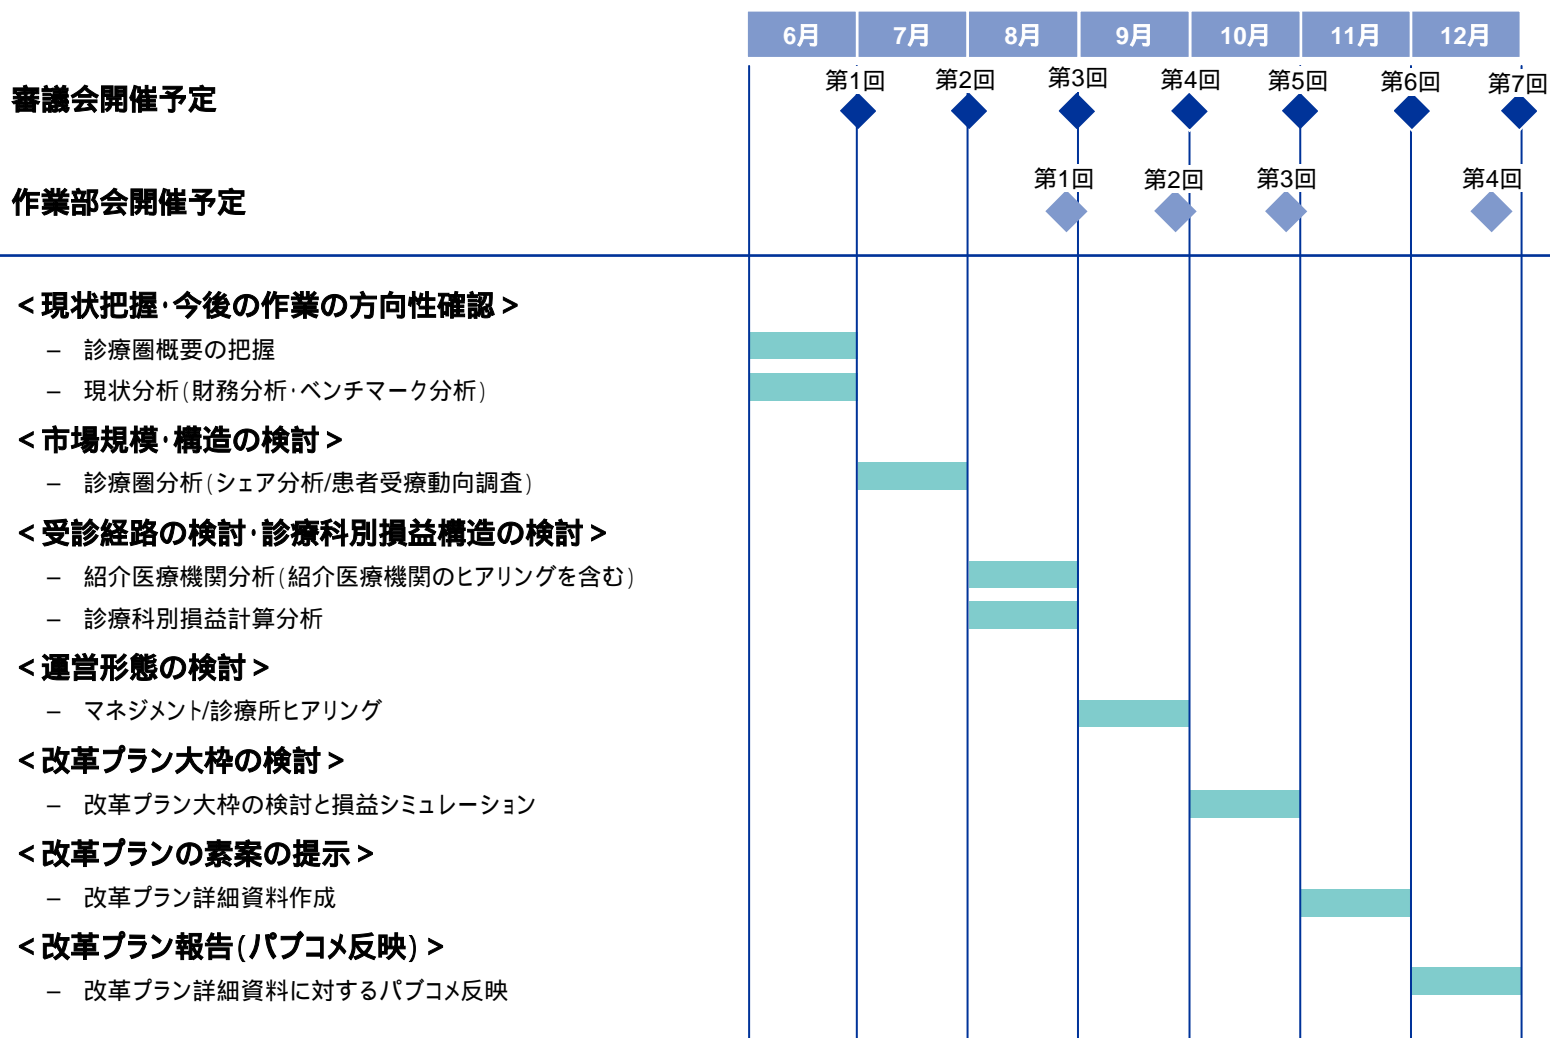 6月 7月 8月 9月 10月 11月 12月
審議会開催予定
第1回 第2回 第3回 第4回 第5回 第6回 第7回
作業部会開催予定
第1回 第2回 第3回 第4回
<現状把握・今後の作業の方向性確認>
– 診療圏概要の把握
– 現状分析(財務分析・ベンチマーク分析)
<市場規模・構造の検討>
– 診療圏分析(シェア分析/患者受療動向調査)
<受診経路の検討・診療科別損益構造の検討>
– 紹介医療機関分析(紹介医療機関のヒアリングを含む)
– 診療科別損益計算分析
<運営形態の検討>
– マネジメント/診療所ヒアリング
<改革プラン大枠の検討>
– 改革プラン大枠の検討と損益シミュレーション
<改革プランの素案の提示>
– 改革プラン詳細資料作成
<改革プラン報告(パブコメ反映)>
– 改革プラン詳細資料に対するパブコメ反映